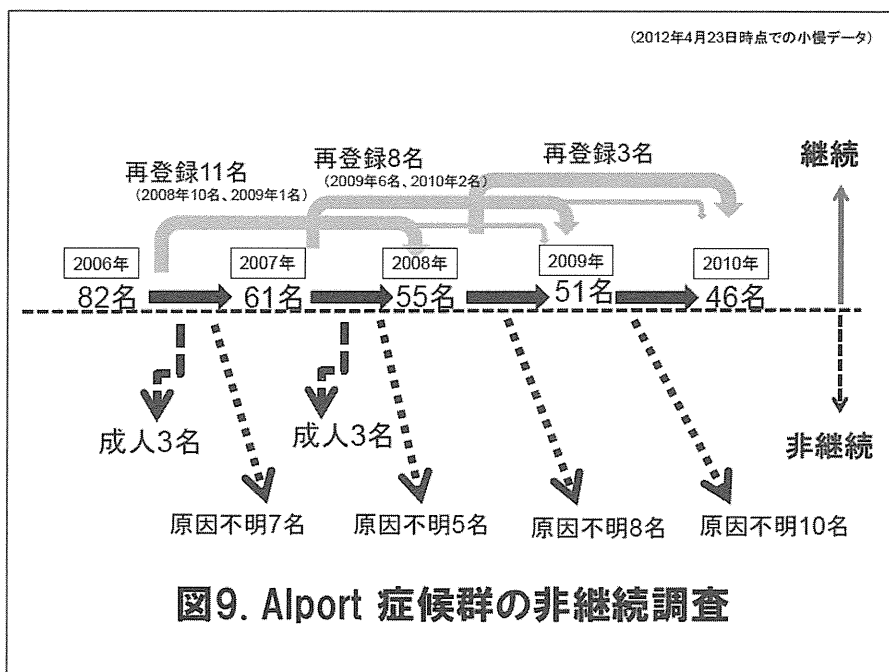 (2012年4月23日時点での小慢データ)
再登録11名
(2008年10名、2009年1名)
再登録8名
(2009年6名、2010年2名)
再登録3名
継続
2006年
2007年
2008年
2009年
2010年
82名
61名
55名
51名
46名
成人3名
成人3名
非継続
原因不明7名
原因不明5名
原因不明8名
原因不明10名
図9. Alport 症候群の非継続調査